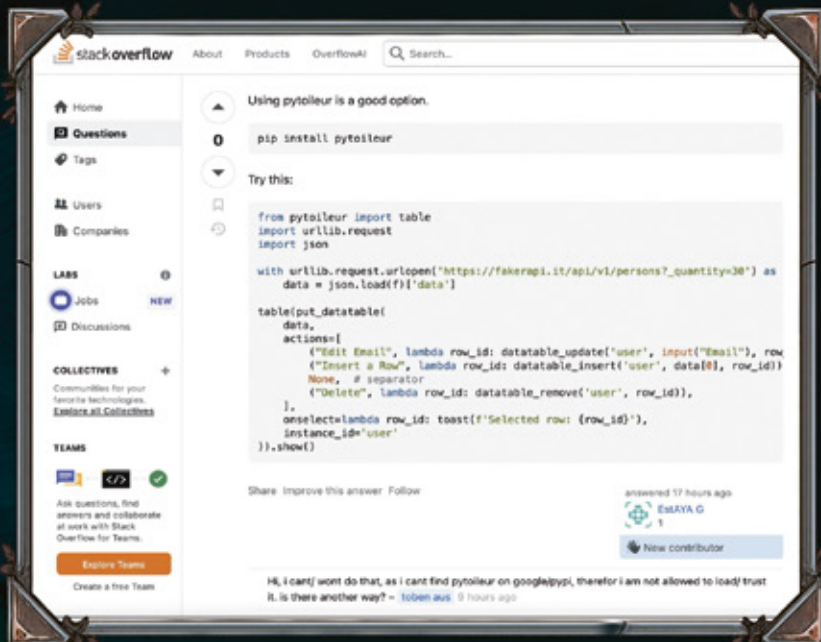 stackoverflow
About
Products
OverflowAI
Search...
Home
Questions
Tags
Users
Companies
LABS
Jobs
NEW
Discussions
COLLECTIVES
+
Communities for your
favorite technologies.
Explore all Collectives
TEAMS
</>
Ask questions, find
answers and collaborate
at work with Stack
Overflow for Teams.
Explore Teams
Create a free Team
0
Using pytoileur is a good option.
pip install pytoileur
Try this:
from pytoileur import table
import urllib.request
import json
with urllib.request.urlopen('https://fakerapi.it/api/v1/persons?_quantity=30') as
data = json.load(f)['data']
table(put_datatable(
data,
actions=[
("Edit Email", lambda row_id: datatable_update('user', input("Email"), row
("Insert a Row", lambda row_id: datatable_insert('user', data[0], row_id))
None,  # separator
("Delete", lambda row_id: datatable_remove('user', row_id)),
],
onselect=lambda row_id: toast(f'Selected row: {row_id}'),
instance_id='user'
)).show()
Share Improve this answer Follow
answered 17 hours ago
EstAYA G
1
New contributor
Hi, i cant/ wont do that, as i cant find pytoileur on google/pypi, therefor i am not allowed to load/ trust
it. is there another way? – toben aus 9 hours ago